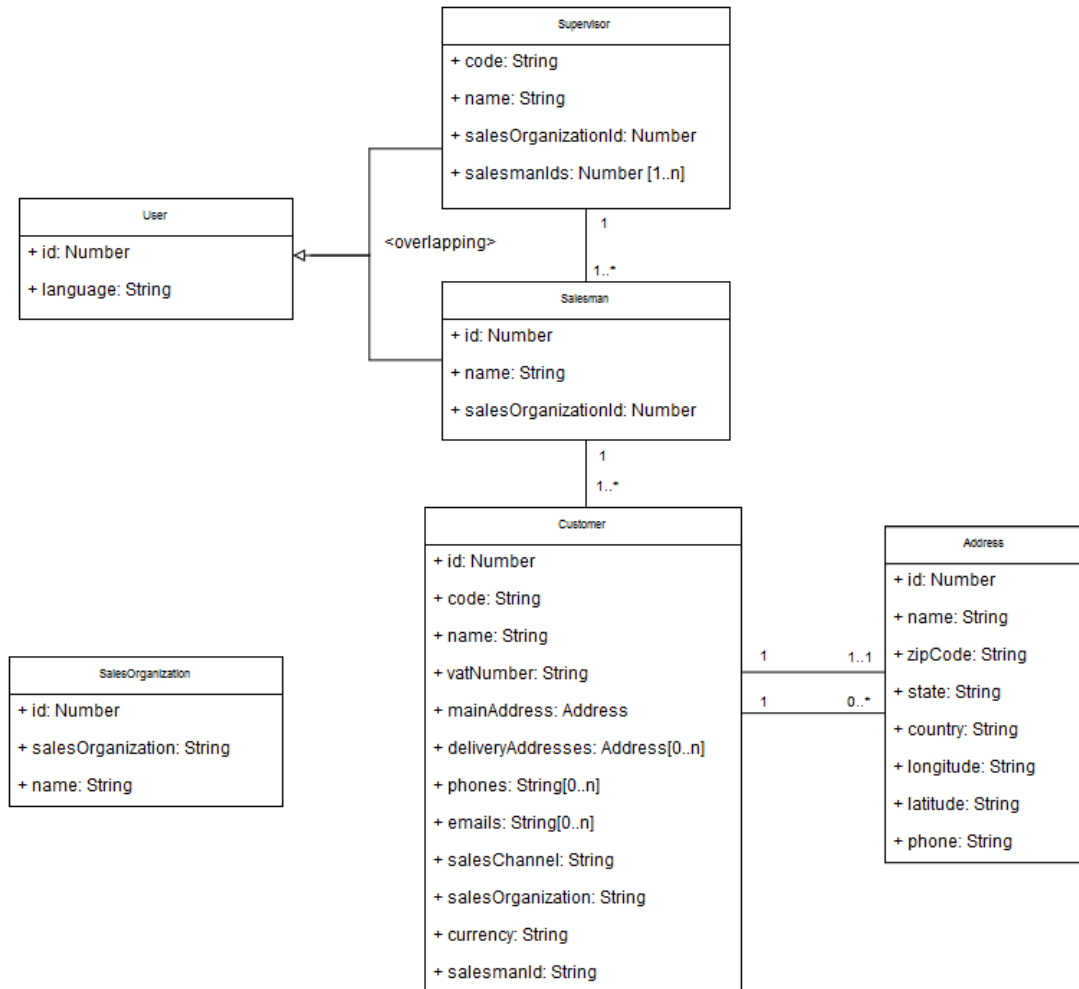 Supervisor
+ code: String
+ name: String
+ salesOrganizationId: Number
+ salesmanIds: Number [1..n]
User
+ id: Number
+ language: String
<overlapping>
1
1..*
Salesman
+ id: Number
+ name: String
+ salesOrganizationId: Number
1
1..*
Customer
+ id: Number
+ code: String
+ name: String
+ vatNumber: String
+ mainAddress: Address
+ deliveryAddresses: Address[0..n]
+ phones: String[0..n]
+ emails: String[0..n]
+ salesChannel: String
+ salesOrganization: String
+ currency: String
+ salesmanId: String
1
1..1
1
0..*
Address
+ id: Number
+ name: String
+ zipCode: String
+ state: String
+ country: String
+ longitude: String
+ latitude: String
+ phone: String
SalesOrganization
+ id: Number
+ salesOrganization: String
+ name: String